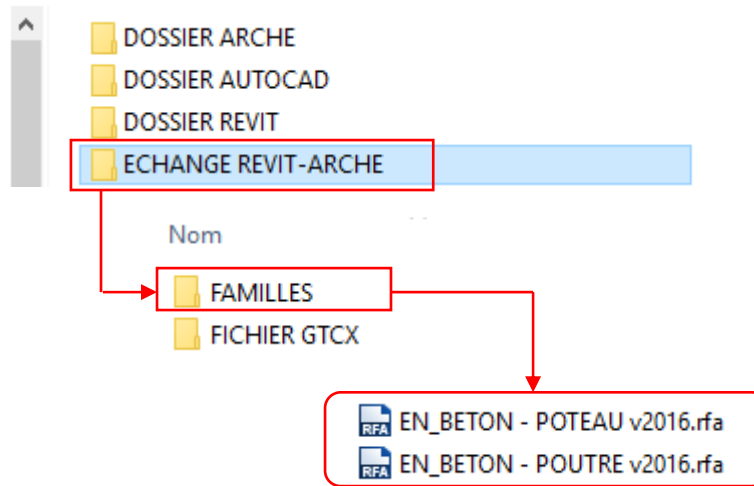 DOSSIER ARCHE
DOSSIER AUTOCAD
DOSSIER REVIT
ECHANGE REVIT-ARCHE
Nom
FAMILLES
FICHIER GTCX
RFA EN_BETON - POTEAU v2016.rfa
RFA EN_BETON - POUTRE v2016.rfa